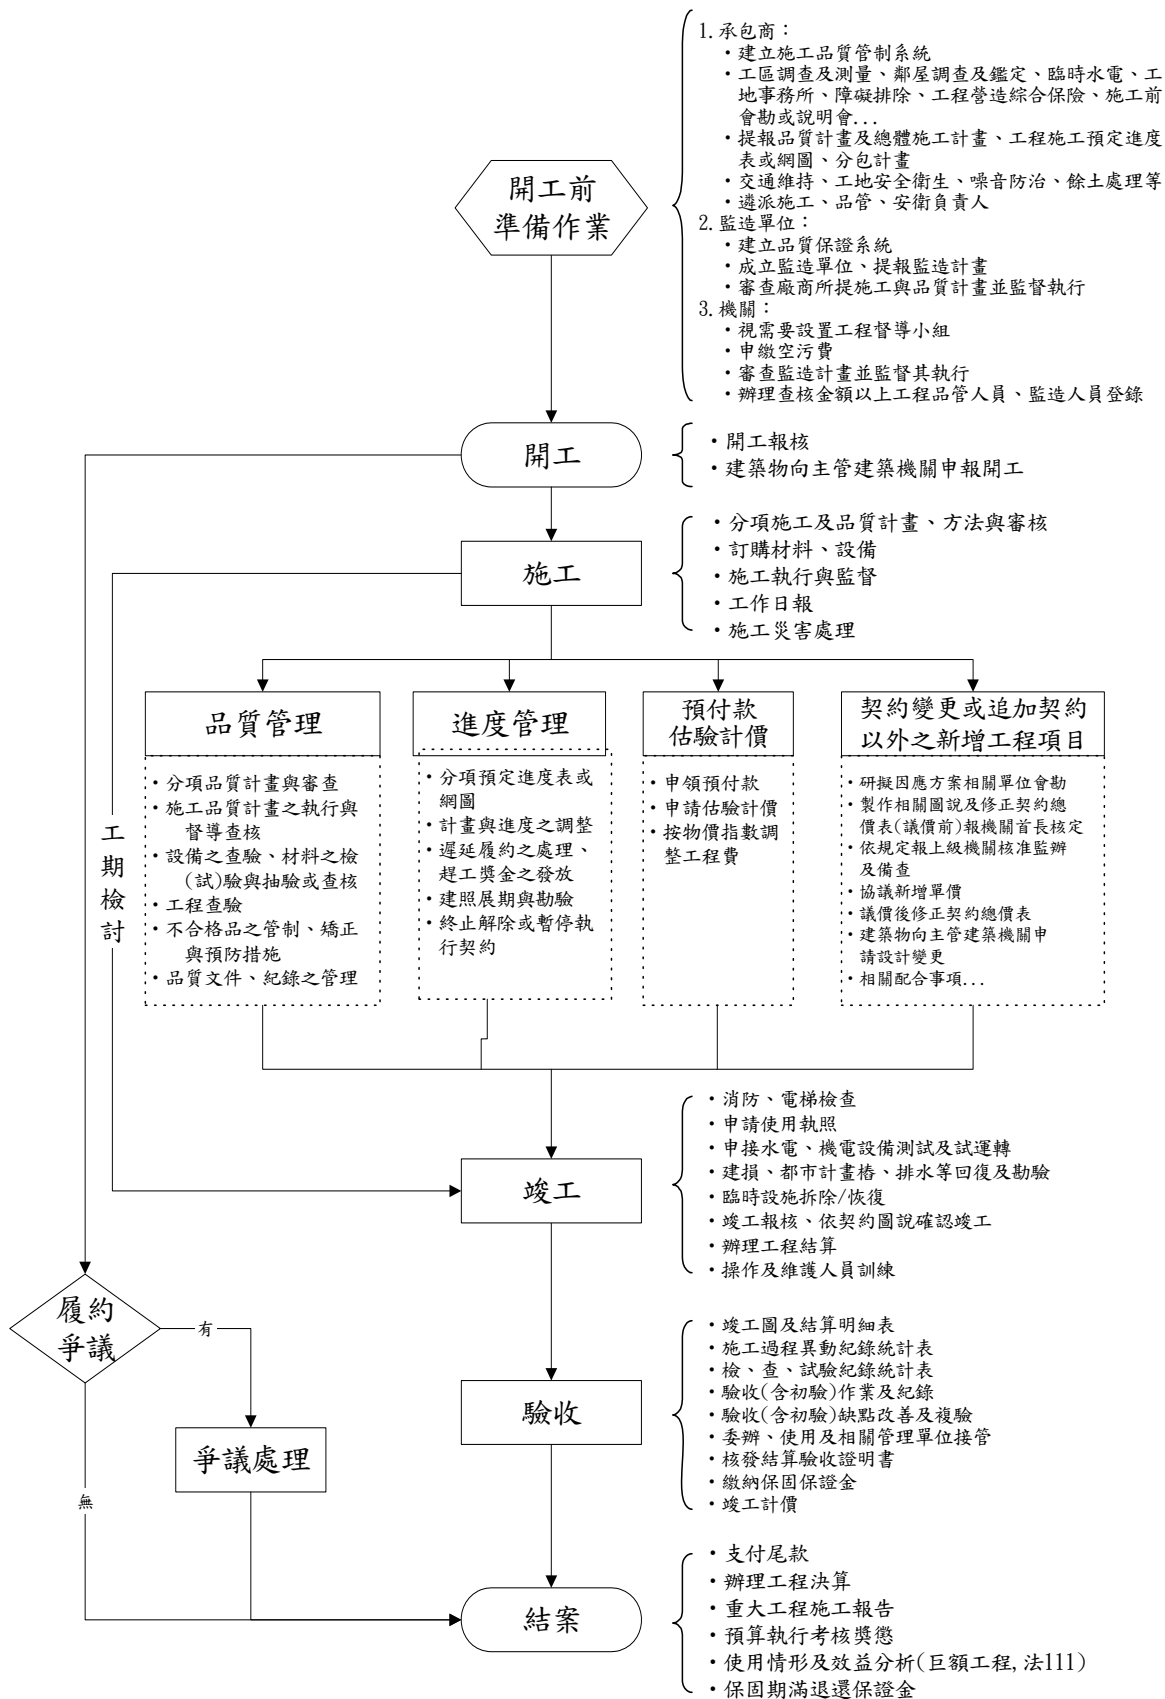 1.承包商：
・建立施工品質管制系統
・工區調查及測量、鄰屋調查及鑑定、臨時水電、工
地事務所、障礙排除、工程營造綜合保險、施工前
會勘或說明會...
・提報品質計畫及總體施工計畫、工程施工預定進度
表或網圖、分包計畫
・交通維持、工地安全衛生、噪音防治、餘土處理等
・遴派施工、品管、安衛負責人
2.監造單位：
・建立品質保證系統
・成立監造單位、提報監造計畫
・審查廠商所提施工與品質計畫並監督執行
3.機關：
・視需要設置工程督導小組
・申繳空污費
・審查監造計畫並監督其執行
・辦理查核金額以上工程品管人員、監造人員登錄
開工前
準備作業
開工
・開工報核
・建築物向主管建築機關申報開工
施工
・分項施工及品質計畫、方法與審核
・訂購材料、設備
・施工執行與監督
・工作日報
・施工災害處理
品質管理
・分項品質計畫與審查
・施工品質計畫之執行與
督導查核
・設備之查驗、材料之檢
(試)驗與抽驗或查核
・工程查驗
・不合格品之管制、矯正
與預防措施
・品質文件、紀錄之管理
進度管理
・分項預定進度表或
網圖
・計畫與進度之調整
・遲延履約之處理、
趕工獎金之發放
・建照展期與勘驗
・終止解除或暫停執
行契約
預付款
估驗計價
・申領預付款
・申請估驗計價
・按物價指數調
整工程費
契約變更或追加契約
以外之新增工程項目
・研擬因應方案相關單位會勘
・製作相關圖說及修正契約總
價表(議價前)報機關首長核定
・依規定報上級機關核准監辦
及備查
・協議新增單價
・議價後修正契約總價表
・建築物向主管建築機關申
請設計變更
・相關配合事項...
工期檢討
竣工
・消防、電梯檢查
・申請使用執照
・申接水電、機電設備測試及試運轉
・建損、都市計畫樁、排水等回復及勘驗
・臨時設施拆除/恢復
・竣工報核、依契約圖說確認竣工
・辦理工程結算
・操作及維護人員訓練
履約
爭議
有
無
爭議處理
驗收
・竣工圖及結算明細表
・施工過程異動紀錄統計表
・檢、查、試驗紀錄統計表
・驗收(含初驗)作業及紀錄
・驗收(含初驗)缺點改善及複驗
・委辦、使用及相關管理單位接管
・核發結算驗收證明書
・繳納保固保證金
・竣工計價
結案
・支付尾款
・辦理工程決算
・重大工程施工報告
・預算執行考核獎懲
・使用情形及效益分析(巨額工程,法111)
・保固期滿退還保證金